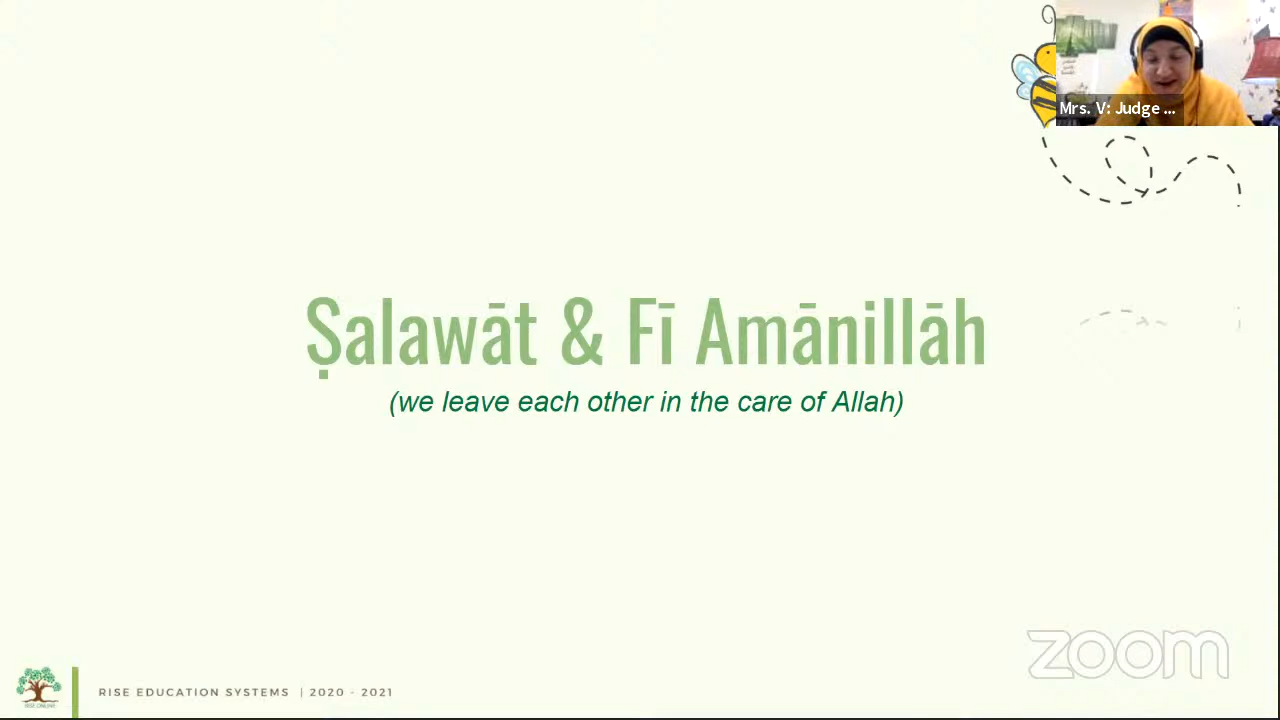 Mrs. V: Judge ...
Ṣalawāt & Fī Amānillāh
(we leave each other in the care of Allah)
zoom
RISE EDUCATION SYSTEMS | 2020 - 2021